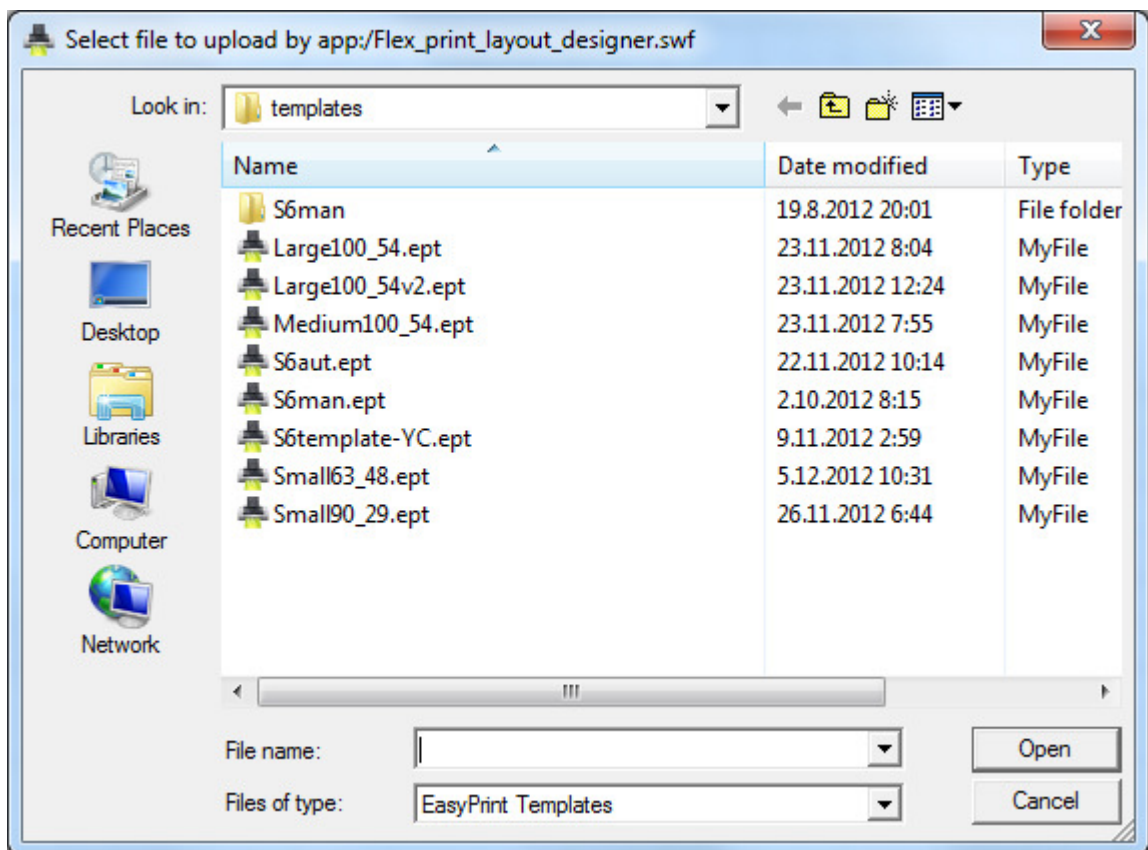 Select file to upload by app:/Flex_print_layout_designer.swf
Look in: templates
Name Date modified Type
S6man 19.8.2012 20:01 File folder
Large100_54.ept 23.11.2012 8:04 MyFile
Large100_54v2.ept 23.11.2012 12:24 MyFile
Medium100_54.ept 23.11.2012 7:55 MyFile
S6aut.ept 22.11.2012 10:14 MyFile
S6man.ept 2.10.2012 8:15 MyFile
S6template-YC.ept 9.11.2012 2:59 MyFile
Small63_48.ept 5.12.2012 10:31 MyFile
Small90_29.ept 26.11.2012 6:44 MyFile
Recent Places
Desktop
Libraries
Computer
Network
File name: Open
Files of type: EasyPrint Templates Cancel